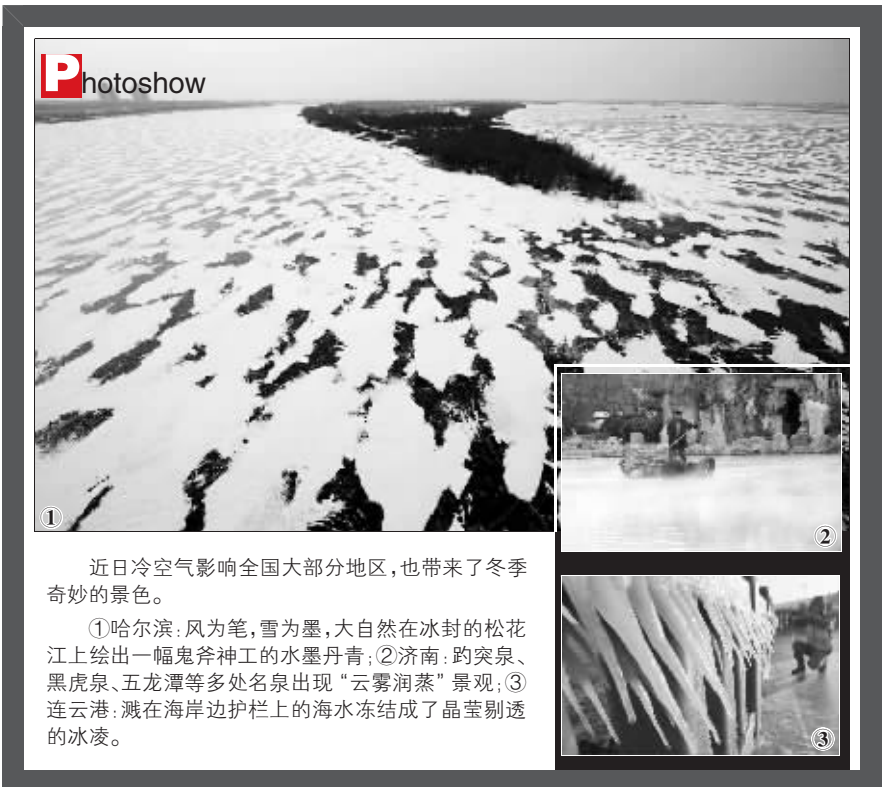 Photoshow
①
②
③
近日冷空气影响全国大部分地区,也带来了冬季
奇妙的景色。
①哈尔滨:风为笔,雪为墨,大自然在冰封的松花
江上绘出一幅鬼斧神工的水墨丹青;②济南:趵突泉、
黑虎泉、五龙潭等多处名泉出现“云雾润蒸”景观;③
连云港:溅在海岸边护栏上的海水冻结成了晶莹剔透
的冰凌。